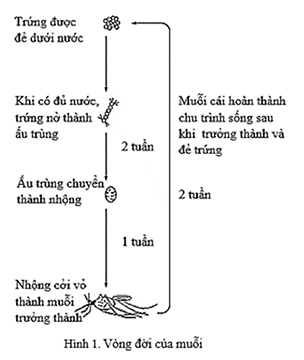 Trứng được
đẻ dưới nước
Khi có đủ nước,
trứng nở thành
ấu trùng
Muỗi cái hoàn thành
chu trình sống sau
khi trưởng thành và
đẻ trứng
2 tuần
Ấu trùng chuyển
thành nhộng
2 tuần
1 tuần
Nhộng cởi vỏ
thành muỗi
trưởng thành
Hình 1. Vòng đời của muỗi